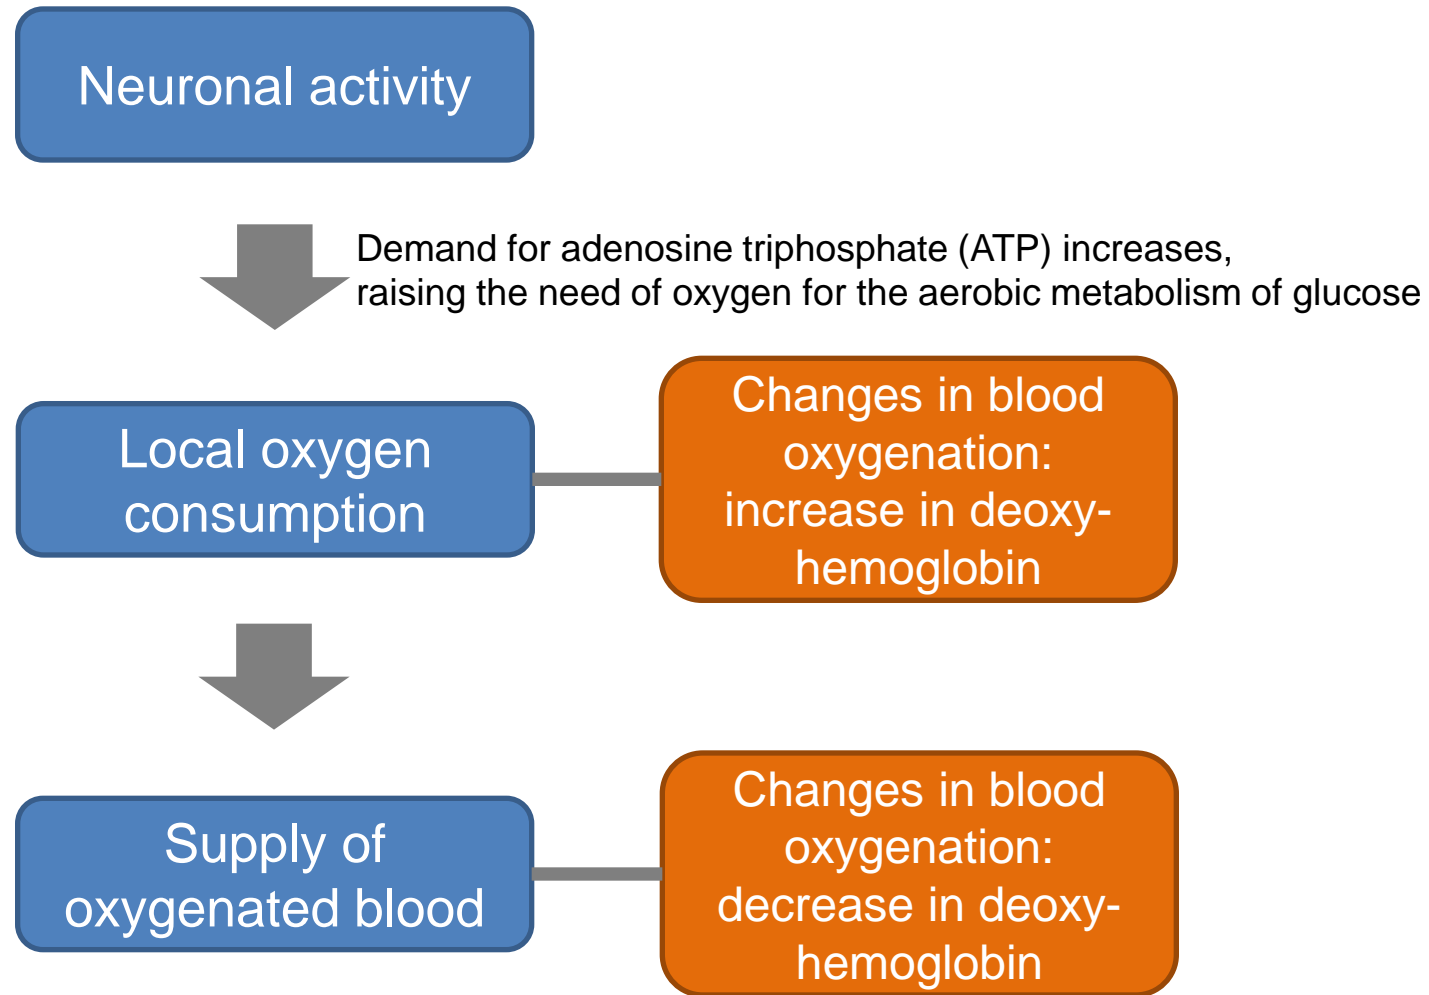 Neuronal activity
Demand for adenosine triphosphate (ATP) increases,
raising the need of oxygen for the aerobic metabolism of glucose
Local oxygen
consumption
Changes in blood
oxygenation:
increase in deoxy-
hemoglobin
Supply of
oxygenated blood
Changes in blood
oxygenation:
decrease in deoxy-
hemoglobin